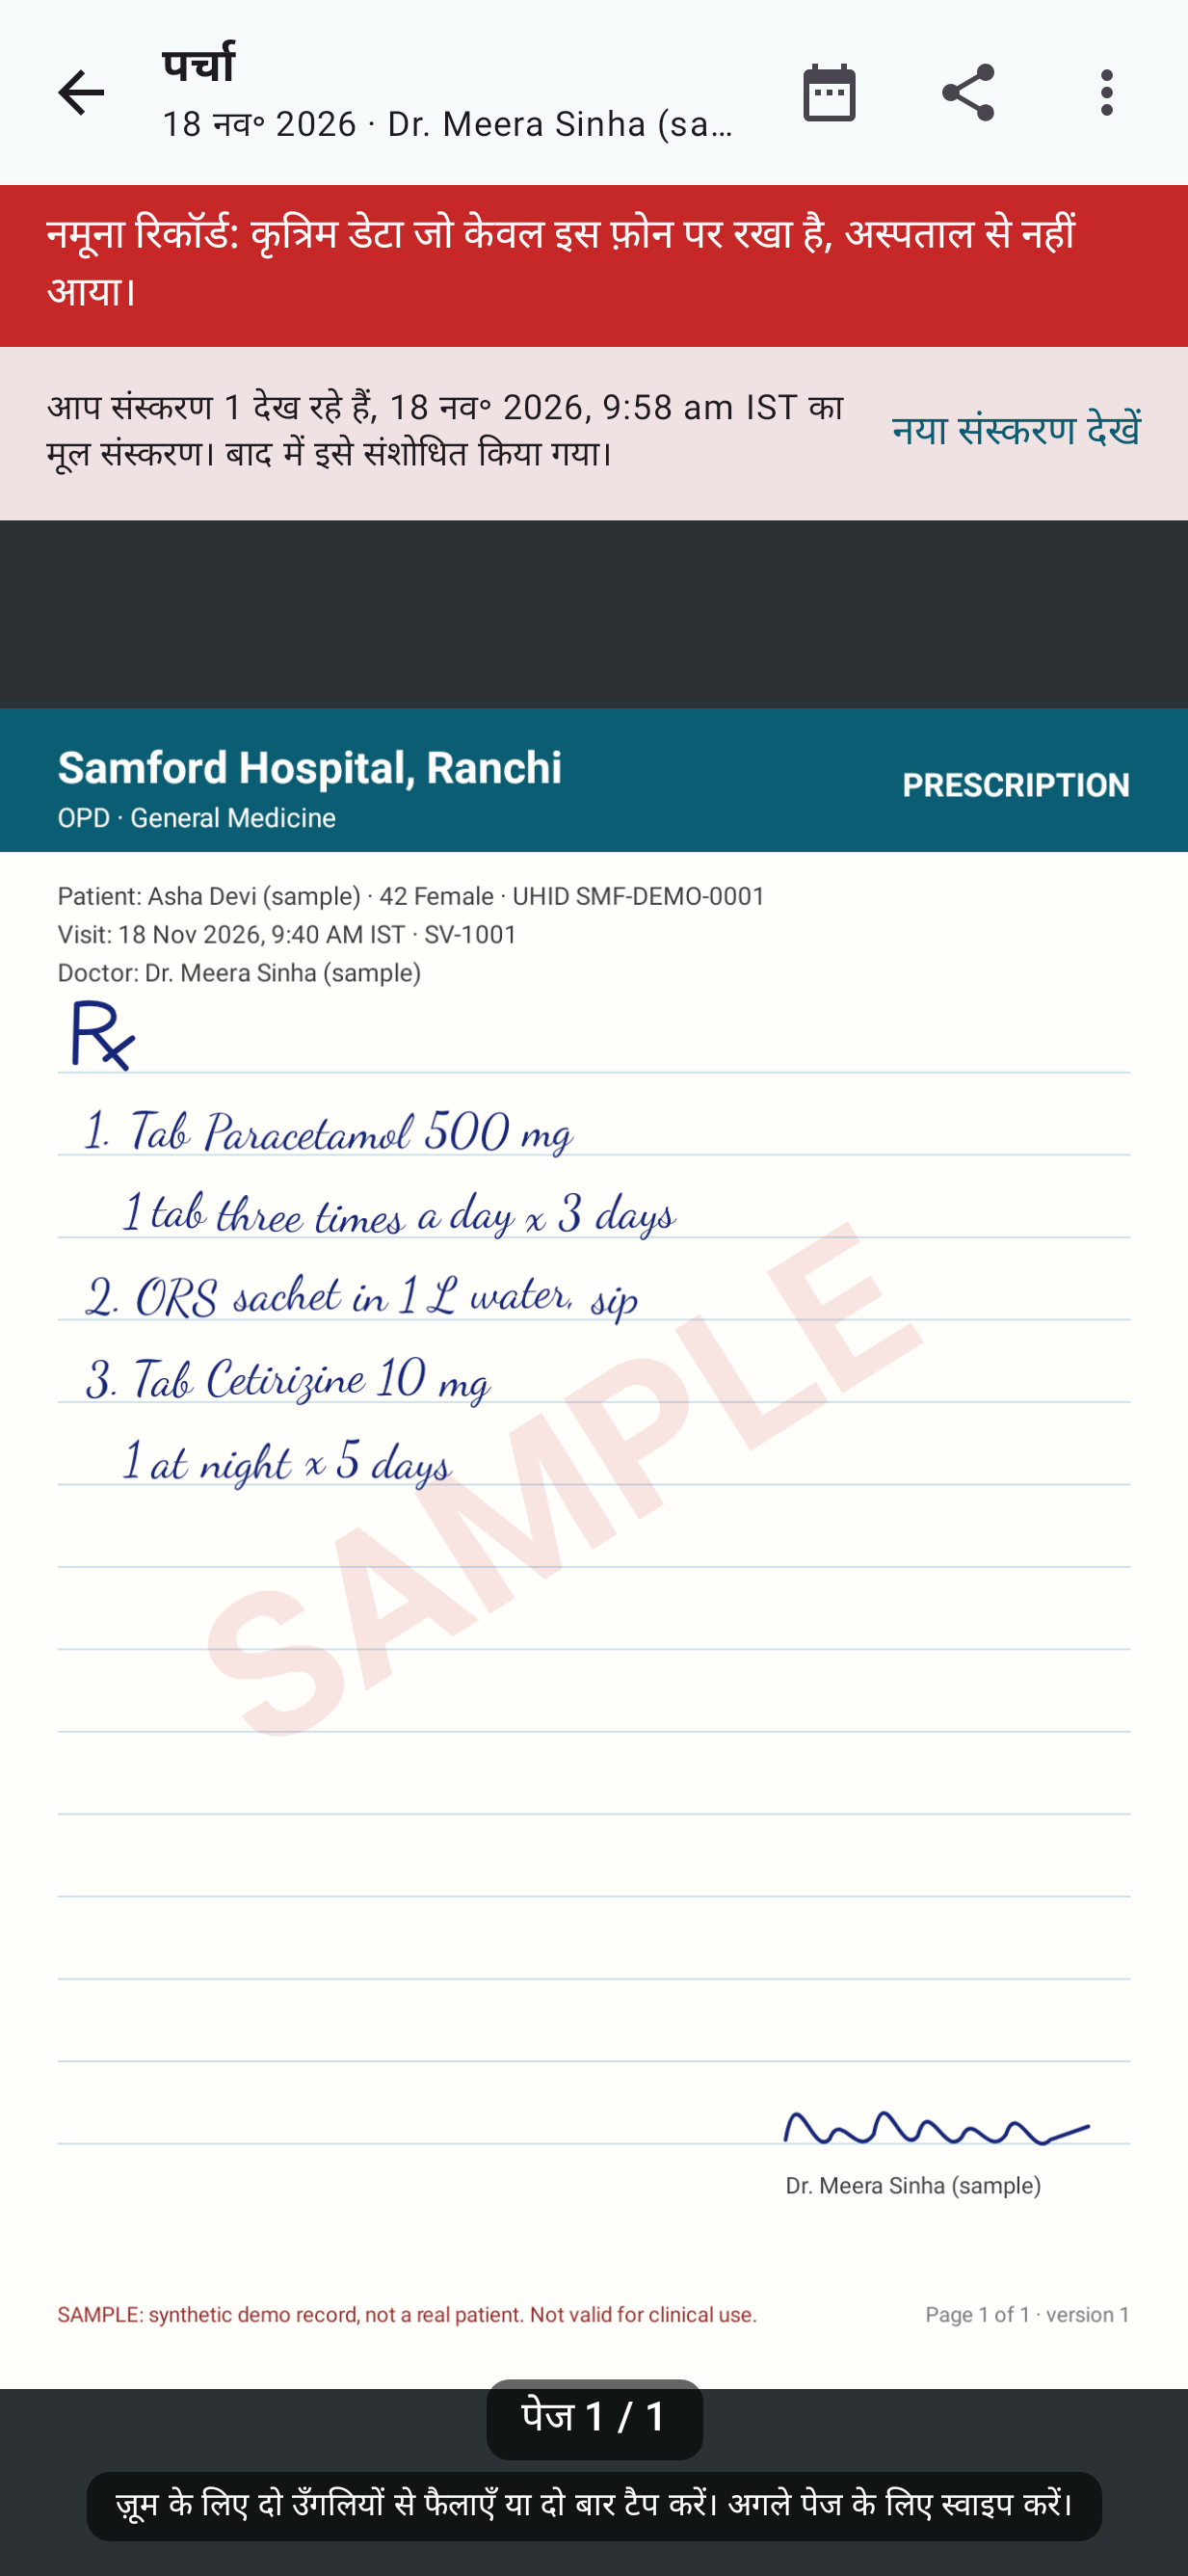 पर्चा
18 नव॰ 2026 · Dr. Meera Sinha (sa...
नमूना रिकॉर्ड: कृत्रिम डेटा जो केवल इस फ़ोन पर रखा है, अस्पताल से नहीं
आया।
आप संस्करण 1 देख रहे हैं, 18 नव॰ 2026, 9:58 am IST का
मूल संस्करण। बाद में इसे संशोधित किया गया।
नया संस्करण देखें
Samford Hospital, Ranchi
OPD · General Medicine
PRESCRIPTION
Patient: Asha Devi (sample) · 42 Female · UHID SMF-DEMO-0001
Visit: 18 Nov 2026, 9:40 AM IST · SV-1001
Doctor: Dr. Meera Sinha (sample)
Rx
1. Tab Paracetamol 500 mg
1 tab three times a day x 3 days
2. ORS sachet in 1 L water, sip
3. Tab Cetirizine 10 mg
1 at night x 5 days
SAMPLE
Dr. Meera Sinha (sample)
SAMPLE: synthetic demo record, not a real patient. Not valid for clinical use.
Page 1 of 1 · version 1
पेज 1 / 1
ज़ूम के लिए दो उँगलियों से फैलाएँ या दो बार टैप करें। अगले पेज के लिए स्वाइप करें।